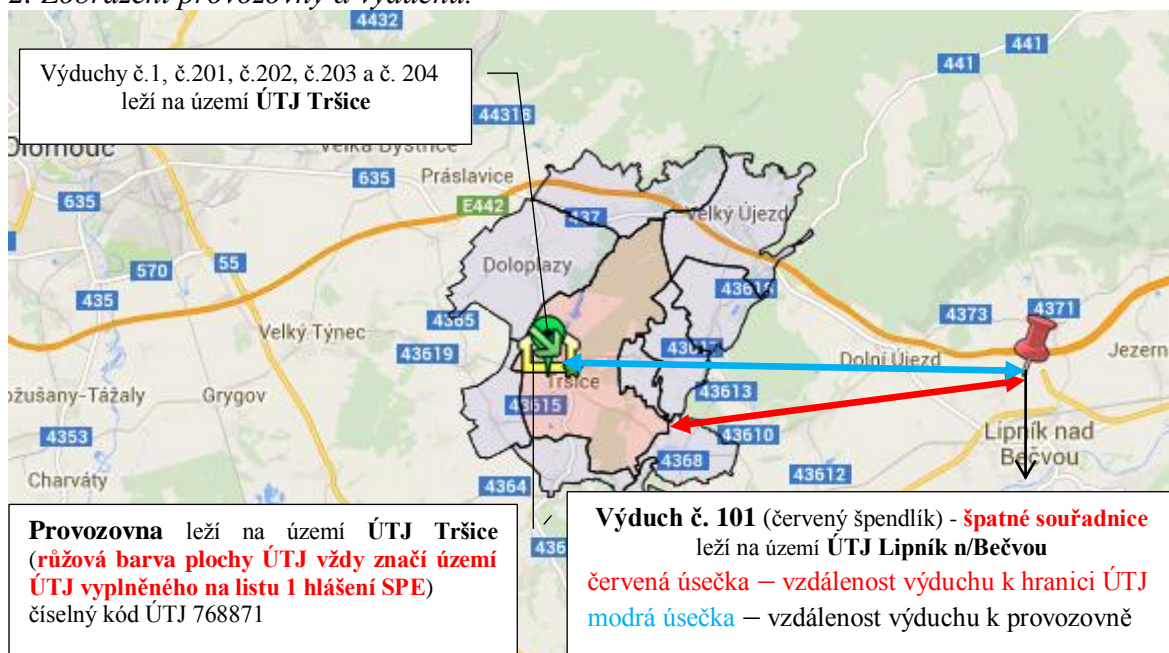 2. Zobrazení provozovny a výduchů:
Výduchy č.1, č.201, č.202, č.203 a č. 204
leží na území ÚTJ Tršice
4432
441
441
44318
Olomouc
Velká Bystřice
635
Práslavice
635
E442
437
Velký Újezd
570
55
Doloplazy
435
43618
4373
4371
4365
Velký Týnec
43619
43617
Dolní Újezd
Jezern
Tršice
ožušany-Tážaly
Grygov
43615
43613
4353
43610
Lipník nad
Bečvou
4368
43612
Charváty
4364
436
Provozovna leží na území ÚTJ Tršice
(růžová barva plochy ÚTJ vždy značí území
ÚTJ vyplněného na listu 1 hlášení SPE)
číselný kód ÚTJ 768871
Výduch č. 101 (červený špendlík) - špatné souřadnice
leží na území ÚTJ Lipník n/Bečvou
červená úsečka – vzdálenost výduchu k hranici ÚTJ
modrá úsečka – vzdálenost výduchu k provozovně